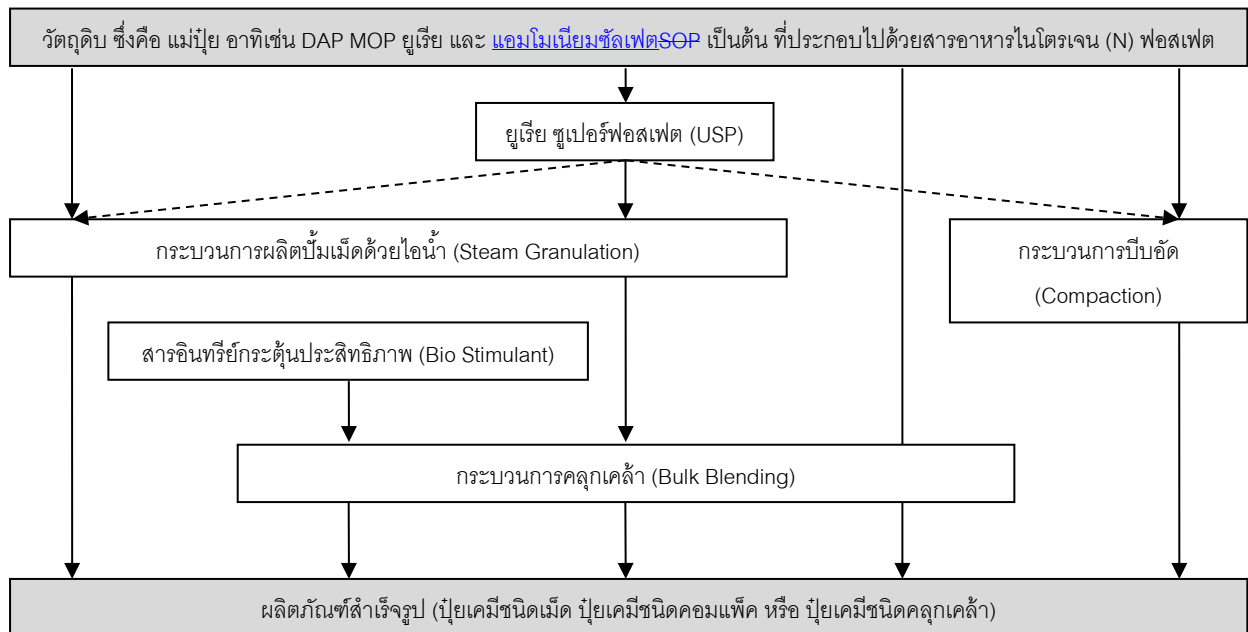 วัตถุดิบ ซึ่งคือ แม่ปุ๋ย อาทิเช่น DAP MOP ยูเรีย และ แอมโมเนียมซัลเฟตSOP เป็นต้น ที่ประกอบไปด้วยสารอาหารไนโตรเจน (N) ฟอสเฟต
ยูเรีย ซูเปอร์ฟอสเฟต (USP)
กระบวนการผลิตปั้มเม็ดด้วยไอน้ำ (Steam Granulation)
กระบวนการบีบอัด
(Compaction)
สารอินทรีย์กระตุ้นประสิทธิภาพ (Bio Stimulant)
กระบวนการคลุกเคล้า (Bulk Blending)
ผลิตภัณฑ์สำเร็จรูป (ปุ๋ยเคมีชนิดเม็ด ปุ๋ยเคมีชนิดคอมแพ็ค หรือ ปุ๋ยเคมีชนิดคลุกเคล้า)